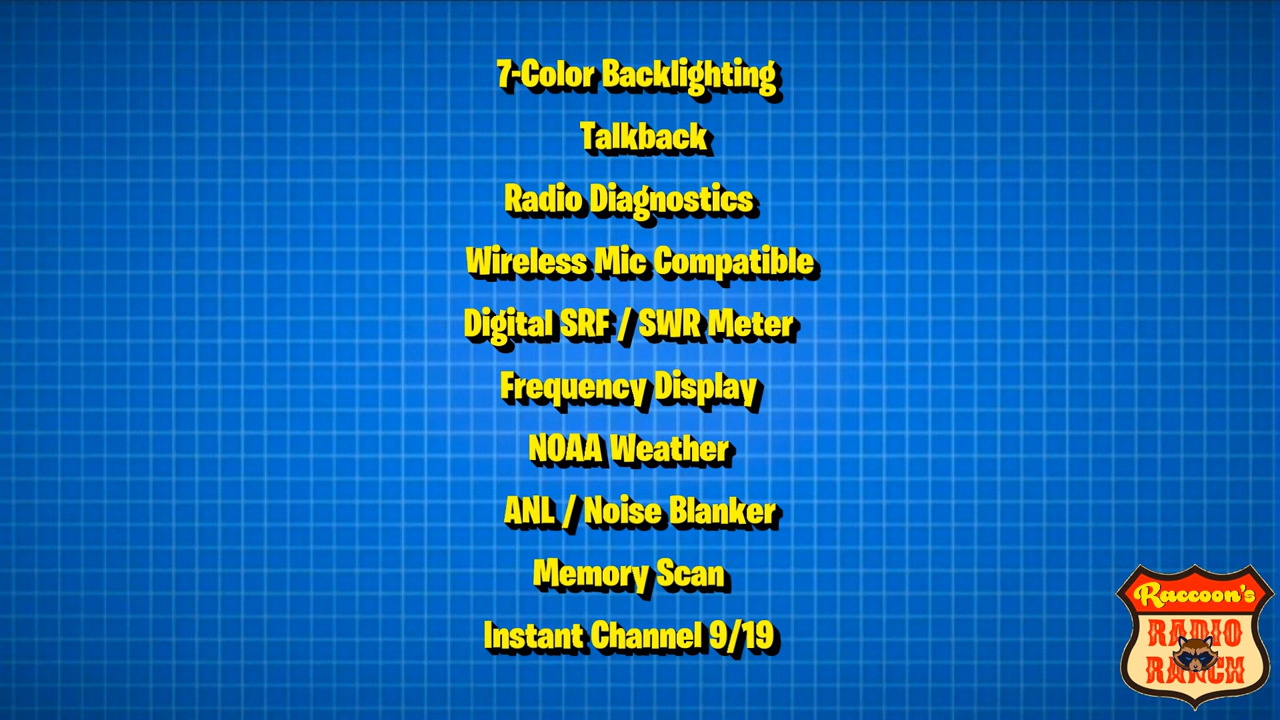 7-Color Backlighting
Talkback
Radio Diagnostics
Wireless Mic Compatible
Digital SRF / SWR Meter
Frequency Display
NOAA Weather
ANL / Noise Blanker
Memory Scan
Instant Channel 9/19
Raccoon's
RADIO
RANCH